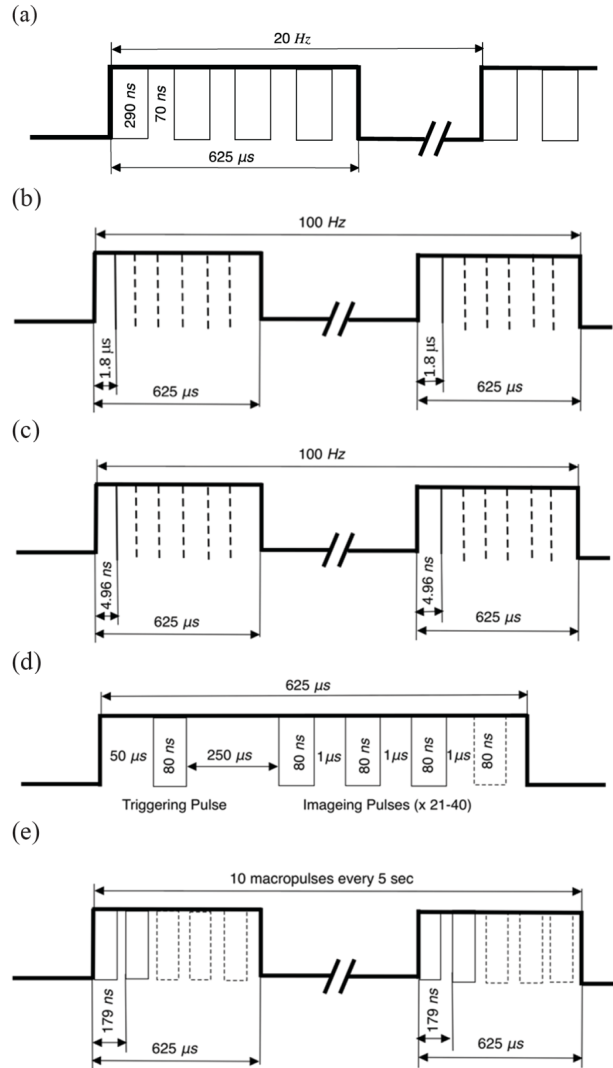 (a)
20 Hz
290 ns
70 ns
625 µs
(b)
100 Hz
1.8 µs
1.8 µs
625 µs
625 µs
(c)
100 Hz
4.96 ns
4.96 ns
625 µs
625 µs
(d)
625 µs
50 µs 80 ns 250 µs 80 ns 1µs 80 ns 1µs 80 ns 1µs 80 ns
Triggering Pulse Imageing Pulses (x 21-40)
(e)
10 macropulses every 5 sec
179 ns
179 ns
625 µs
625 µs